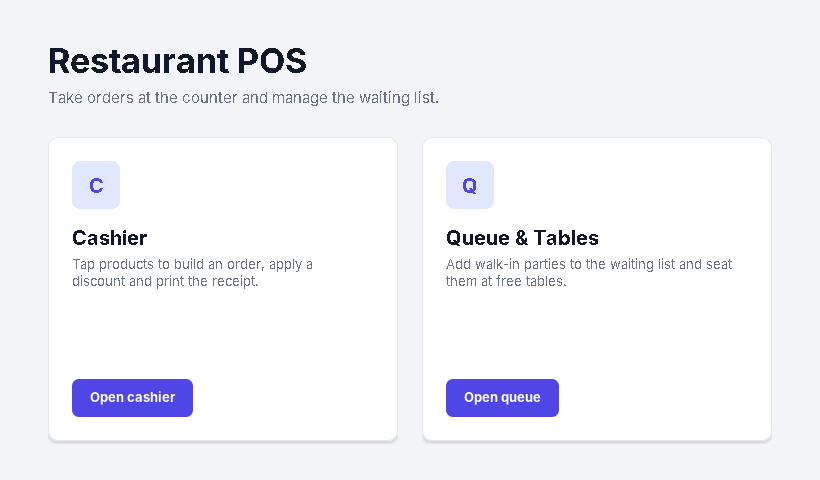 Restaurant POS
Take orders at the counter and manage the waiting list.
C
Cashier
Tap products to build an order, apply a
discount and print the receipt.
Open cashier
Q
Queue & Tables
Add walk-in parties to the waiting list and seat
them at free tables.
Open queue